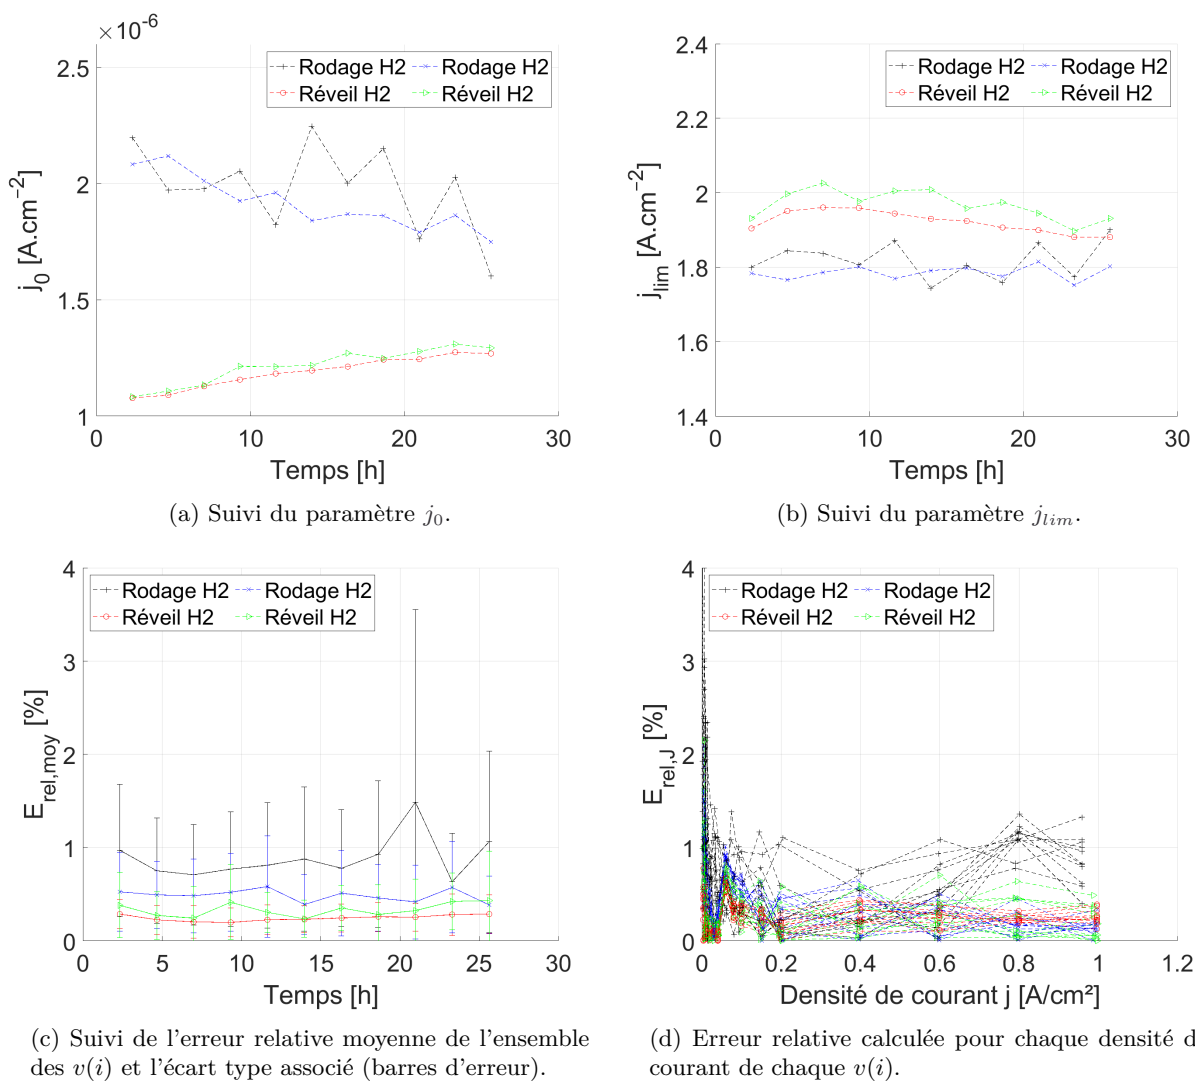 ×10-6
2.5
2
1.5
1
0
10
20
30
j0 [A.cm−2]
Temps [h]
Rodage H2 Rodage H2
Réveil H2 Réveil H2
(a) Suivi du paramètre j0.
2.4
2.2
2
1.8
1.6
1.4
0
10
20
30
jlim [A.cm−2]
Temps [h]
Rodage H2 Rodage H2
Réveil H2 Réveil H2
(b) Suivi du paramètre jlim.
4
3
2
1
0
0
5
10
15
20
25
30
Erel,moy [%]
Temps [h]
Rodage H2 Rodage H2
Réveil H2 Réveil H2
(c) Suivi de l'erreur relative moyenne de l'ensemble
des v(i) et l'écart type associé (barres d'erreur).
4
3
2
1
0
0
0.2
0.4
0.6
0.8
1
1.2
Erel,J [%]
Densité de courant j [A/cm²]
Rodage H2 Rodage H2
Réveil H2 Réveil H2
(d) Erreur relative calculée pour chaque densité d
courant de chaque v(i).